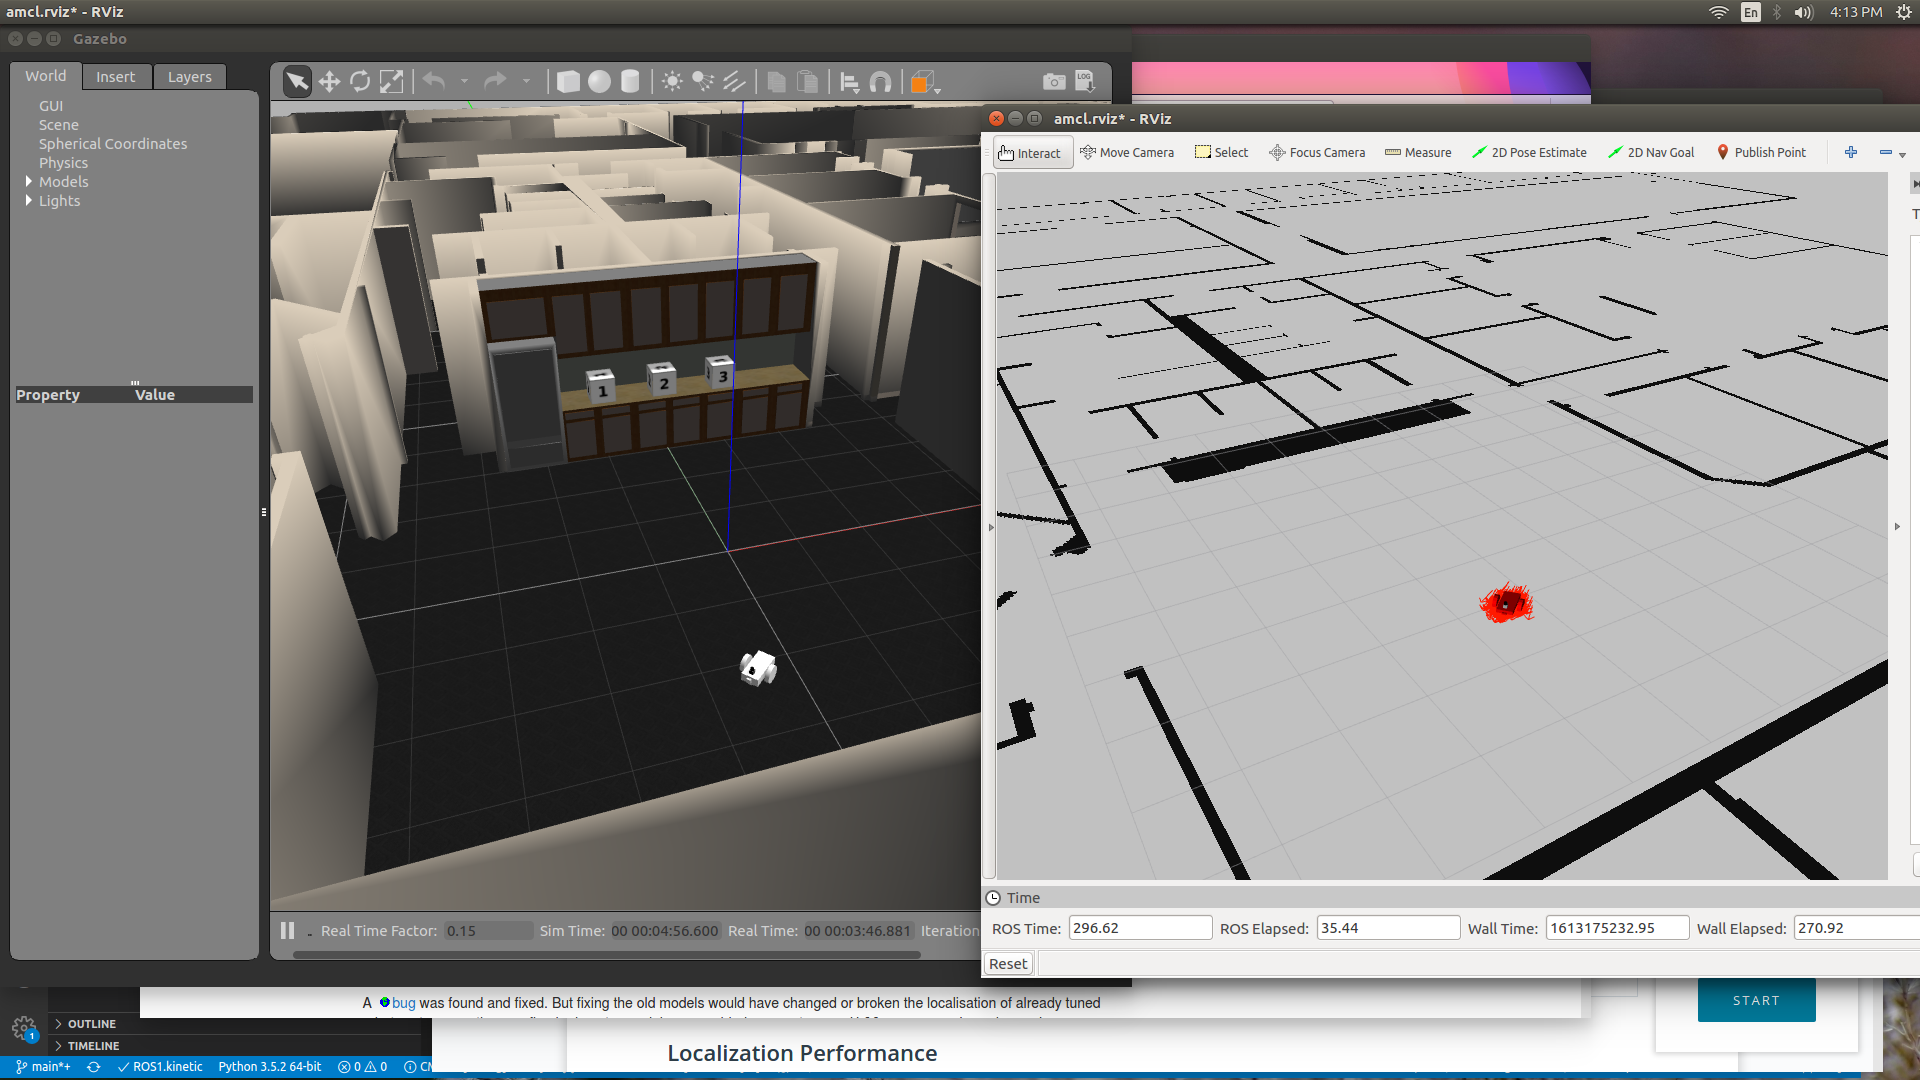 amcl.rviz* - RViz
En
4:13 PM
Gazebo
World
Insert
Layers
GUI
Scene
Spherical Coordinates
Physics
Models
Lights
Property
Value
LOG
1
2
3
Real Time Factor:
0.15
Sim Time:
00 00:04:56.600
Real Time:
00 00:03:46.881
Iteration
amcl.rviz* - RViz
Interact
Move Camera
Select
Focus Camera
Measure
2D Pose Estimate
2D Nav Goal
Publish Point
Time
ROS Time:
296.62
ROS Elapsed:
35.44
Wall Time:
1613175232.95
Wall Elapsed:
270.92
Reset
A bug was found and fixed. But fixing the old models would have changed or broken the localisation of already tuned
START
Localization Performance
1
OUTLINE
TIMELINE
main*+
ROS1.kinetic
Python 3.5.2 64-bit
0
0